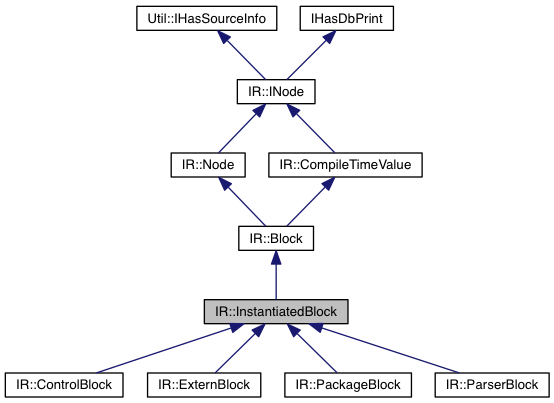 Util::IHasSourceInfo
IHasDbPrint
IR::INode
IR::Node
IR::CompileTimeValue
IR::Block
IR::InstantiatedBlock
IR::ControlBlock
IR::ExternBlock
IR::PackageBlock
IR::ParserBlock